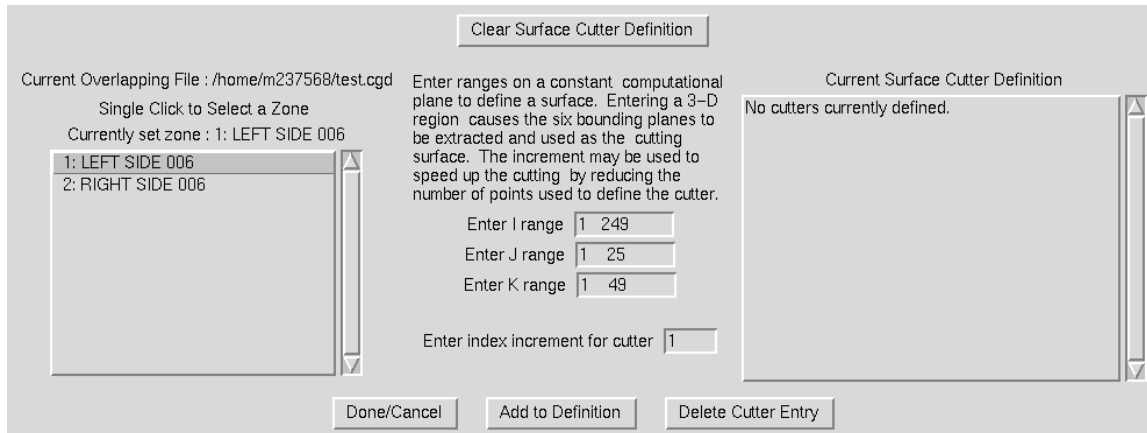 Clear Surface Cutter Definition
Current Overlapping File : /home/m237568/test.cgd
Single Click to Select a Zone
Currently set zone : 1: LEFT SIDE 006
1: LEFT SIDE 006
2: RIGHT SIDE 006
Enter ranges on a constant computational
plane to define a surface. Entering a 3-D
region causes the six bounding planes to
be extracted and used as the cutting
surface. The increment may be used to
speed up the cutting by reducing the
number of points used to define the cutter.
Enter I range 1 249
Enter J range 1 25
Enter K range 1 49
Enter index increment for cutter 1
Current Surface Cutter Definition
No cutters currently defined.
Done/Cancel
Add to Definition
Delete Cutter Entry